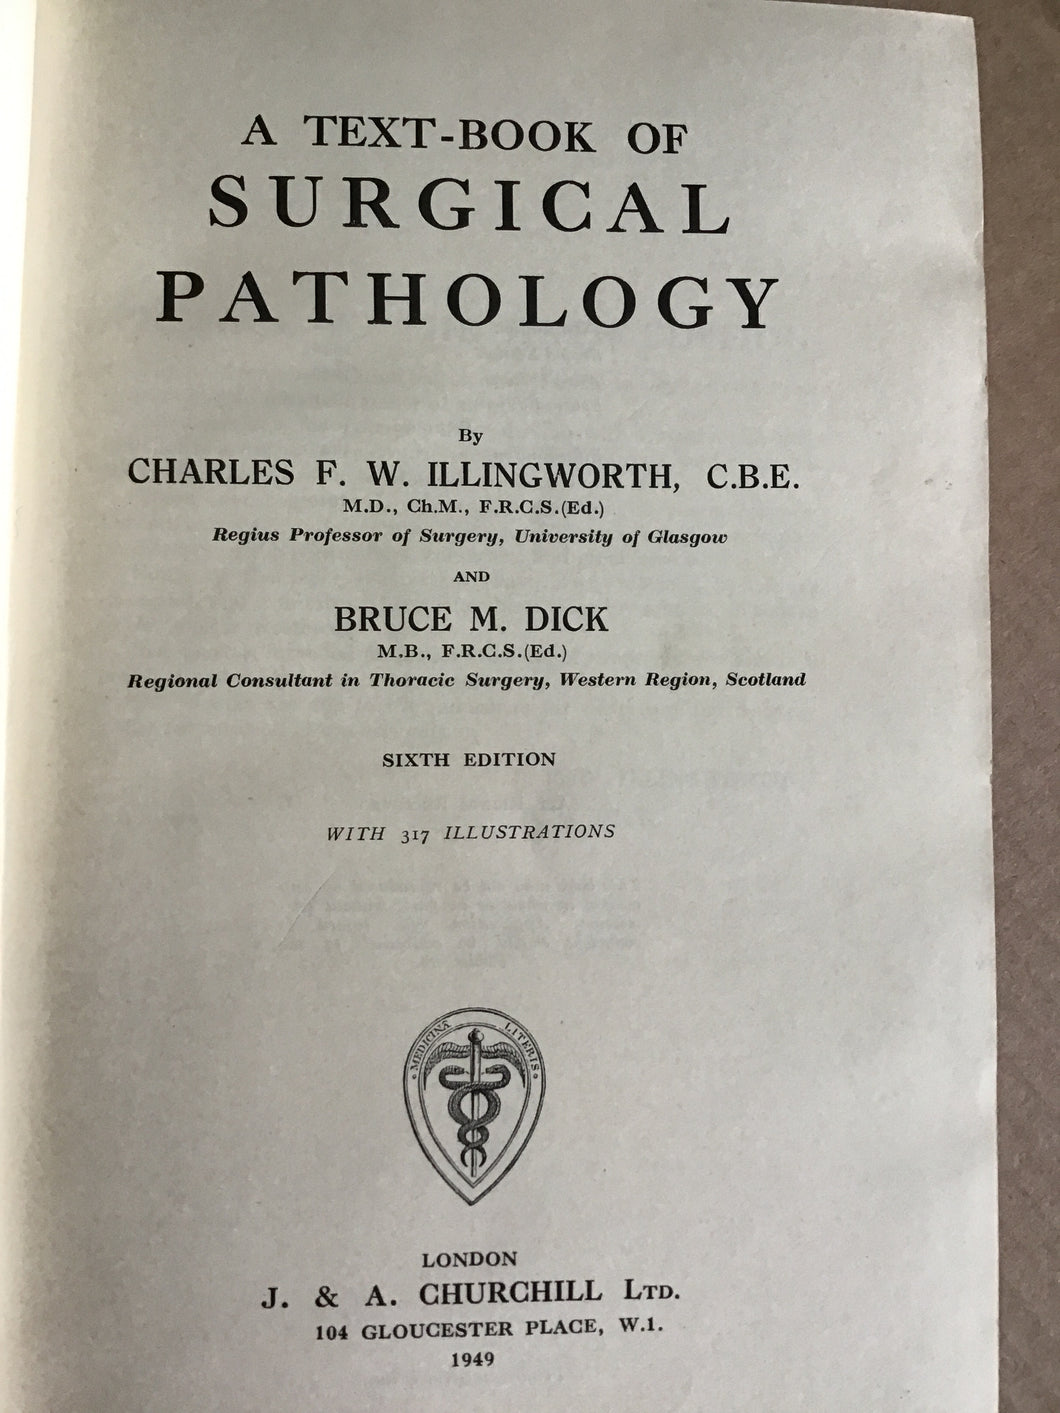 A TEXT-BOOK OF
SURGICAL
PATHOLOGY
By
CHARLES F. W. ILLINGWORTH, C.B.E.
M.D., Ch.M., F.R.C.S.(Ed.)
Regius Professor of Surgery, University of Glasgow
AND
BRUCE M. DICK
M.B., F.R.C.S.(Ed.)
Regional Consultant in Thoracic Surgery, Western Region, Scotland
SIXTH EDITION
WITH 317 ILLUSTRATIONS
MEDICINA LITERIS
LONDON
J. & A. CHURCHILL LTD.
104 GLOUCESTER PLACE, W.1.
1949